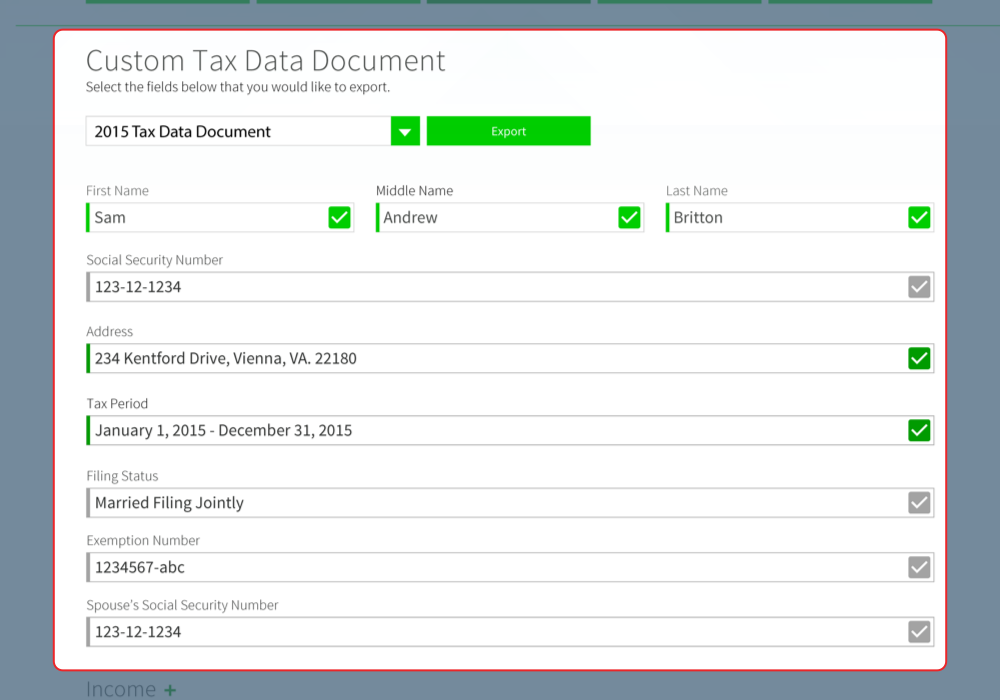 Custom Tax Data Document
Select the fields below that you would like to export.
2015 Tax Data Document
Export
First Name
Middle Name
Last Name
Sam
Andrew
Britton
Social Security Number
123-12-1234
Address
234 Kentford Drive, Vienna, VA. 22180
Tax Period
January 1, 2015 - December 31, 2015
Filing Status
Married Filing Jointly
Exemption Number
1234567-abc
Spouse's Social Security Number
123-12-1234
Income +